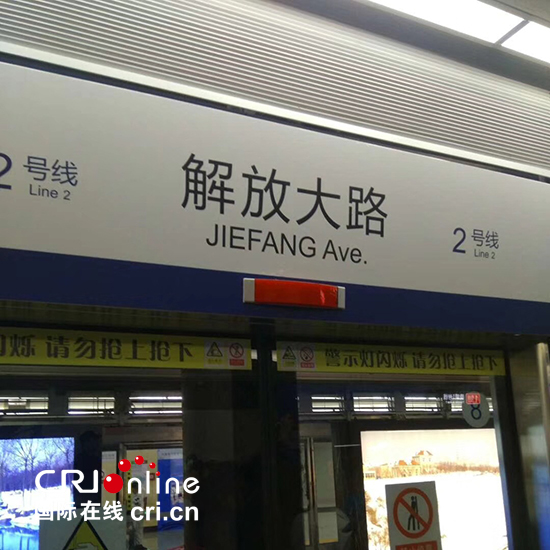 2号线
Line 2
解放大路
JIEFANG Ave.
2号线
Line 2
烁 请勿抢上抢下
警示灯闪烁 请勿抢上抢下
CRIonline
国际在线 cri.cn